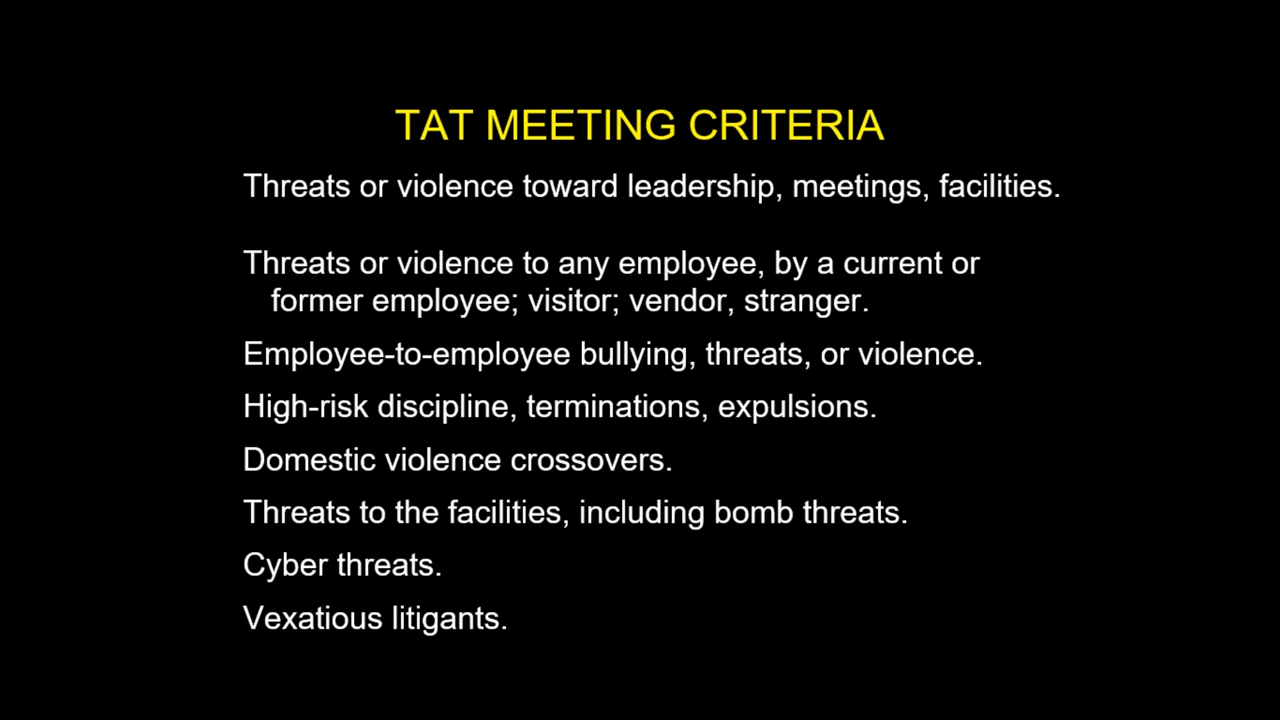 TAT MEETING CRITERIA
Threats or violence toward leadership, meetings, facilities.
Threats or violence to any employee, by a current or
former employee; visitor; vendor, stranger.
Employee-to-employee bullying, threats, or violence.
High-risk discipline, terminations, expulsions.
Domestic violence crossovers.
Threats to the facilities, including bomb threats.
Cyber threats.
Vexatious litigants.